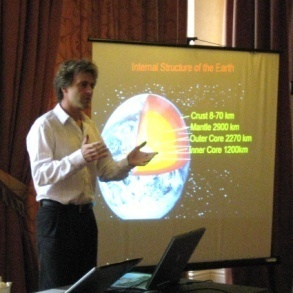 Internal Structure of the Earth
Crust 8-70 km
Mantle 2900 km
Outer Core 2270 km
Inner Core 1200km